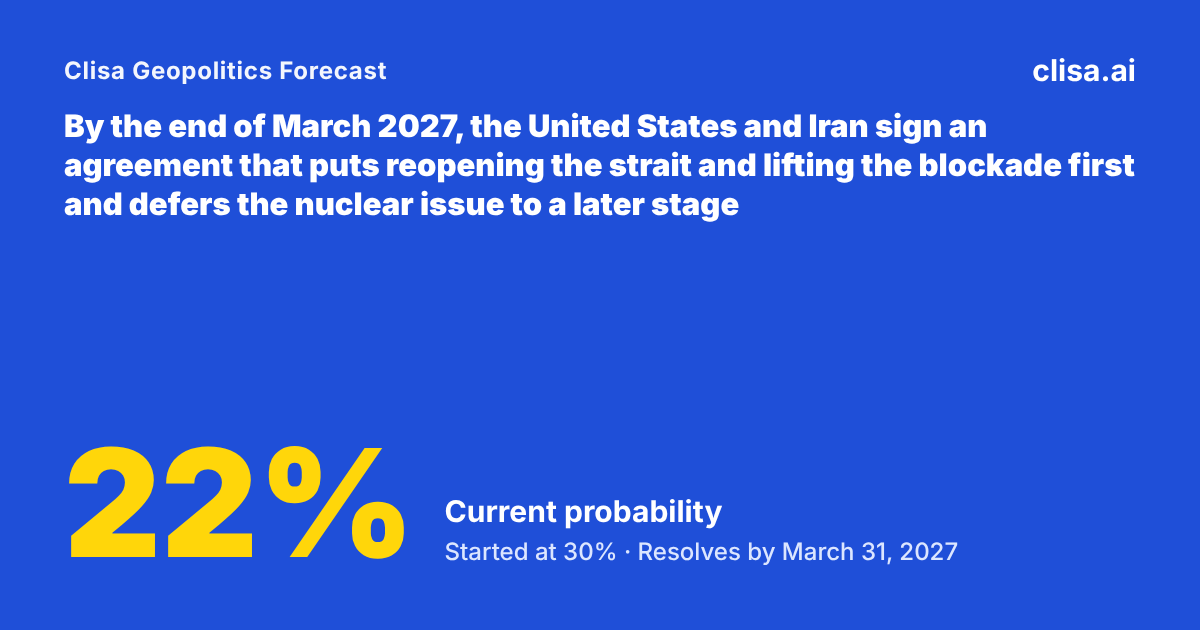 Clisa Geopolitics Forecast
clisa.ai
By the end of March 2027, the United States and Iran sign an
agreement that puts reopening the strait and lifting the blockade first
and defers the nuclear issue to a later stage
22%
Current probability
Started at 30% · Resolves by March 31, 2027